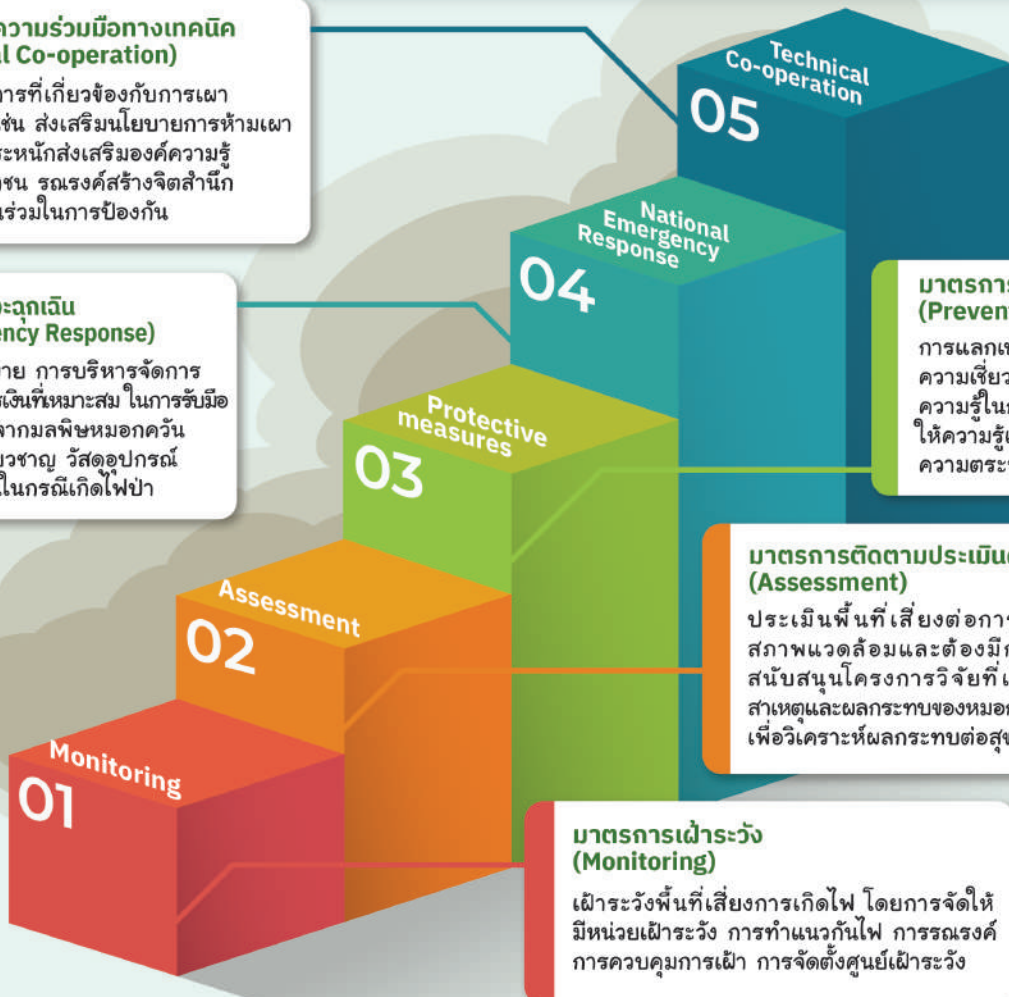 ความร่วมมือทางเทคนิค
Co-operation)
การที่เกี่ยวข้องกับการเผา
เช่น ส่งเสริมนโยบายการห้ามเผา
ส่งเสริมองค์ความรู้
รณรงค์สร้างจิตสำนึก
ร่วมในการป้องกัน
ฉุกเฉิน
Response)
การบริหารจัดการ
ที่เหมาะสม ในการรับมือ
จากมลพิษหมอกควัน
วัสดุอุปกรณ์
ในกรณีเกิดไฟป่า
Technical
Co-operation
05
National
Emergency
Response
04
Protective
measures
03
Assessment
02
Monitoring
01
มาตรการ
(Preven
การแลกเ
ความเชี่ยว
ความรู้ใน
ให้ความรู้
ความตระ
มาตรการติดตามประเมิน
(Assessment)
ประเมินพื้นที่เสี่ยงต่อการ
สภาพแวดล้อมและต้องมี
สนับสนุนโครงการวิจัยที่
สาเหตุและผลกระทบของหมอก
เพื่อวิเคราะห์ผลกระทบต่อ
มาตรการเฝ้าระวัง
(Monitoring)
เฝ้าระวังพื้นที่เสี่ยงการเกิดไฟ โดยการจัดให้
มีหน่วยเฝ้าระวัง การทำแนวกันไฟ การรณรงค์
การควบคุมการเฝ้า การจัดตั้งศูนย์เฝ้าระวัง